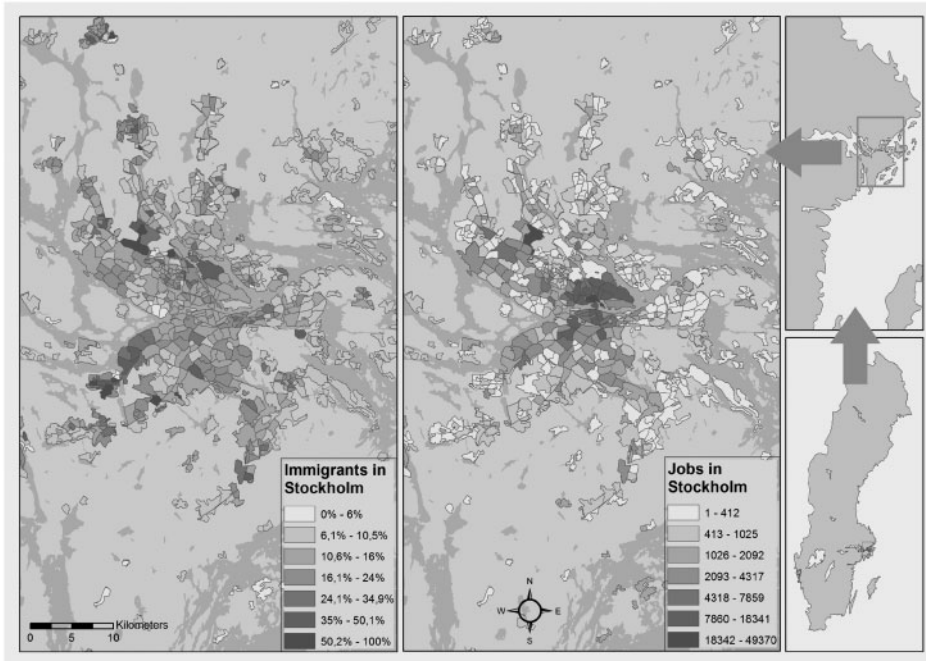 Immigrants in
Stockholm
0% - 6%
6,1% - 10,5%
10,6% - 16%
16,1% - 24%
24,1% - 34,9%
35% - 50,1%
50,2% - 100%
Kilometers
0 5 10
Jobs in
Stockholm
1 - 412
413 - 1025
1026 - 2092
2093 - 4317
4318 - 7859
7860 - 18341
18342 - 49370
N
W E
S